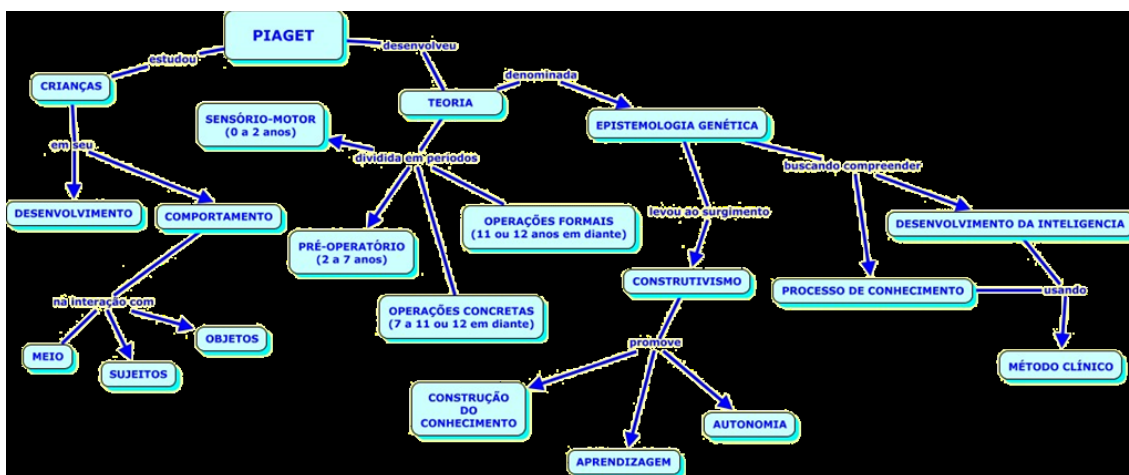 PIAGET
estudou
desenvolveu
CRIANÇAS
TEORIA
denominada
EPISTEMOLOGIA GENÉTICA
SENSÓRIO-MOTOR
(0 a 2 anos)
em seu
dividida em períodos
buscando compreender
DESENVOLVIMENTO
COMPORTAMENTO
OPERAÇÕES FORMAIS
(11 ou 12 anos em diante)
levou ao surgimento
DESENVOLVIMENTO DA INTELIGENCIA
PRÉ-OPERATÓRIO
(2 a 7 anos)
CONSTRUTIVISMO
PROCESSO DE CONHECIMENTO
usando
na interação com
OPERAÇÕES CONCRETAS
(7 a 11 ou 12 em diante)
OBJETOS
MEIO
SUJEITOS
promove
MÉTODO CLÍNICO
CONSTRUÇÃO
DO
CONHECIMENTO
AUTONOMIA
APRENDIZAGEM